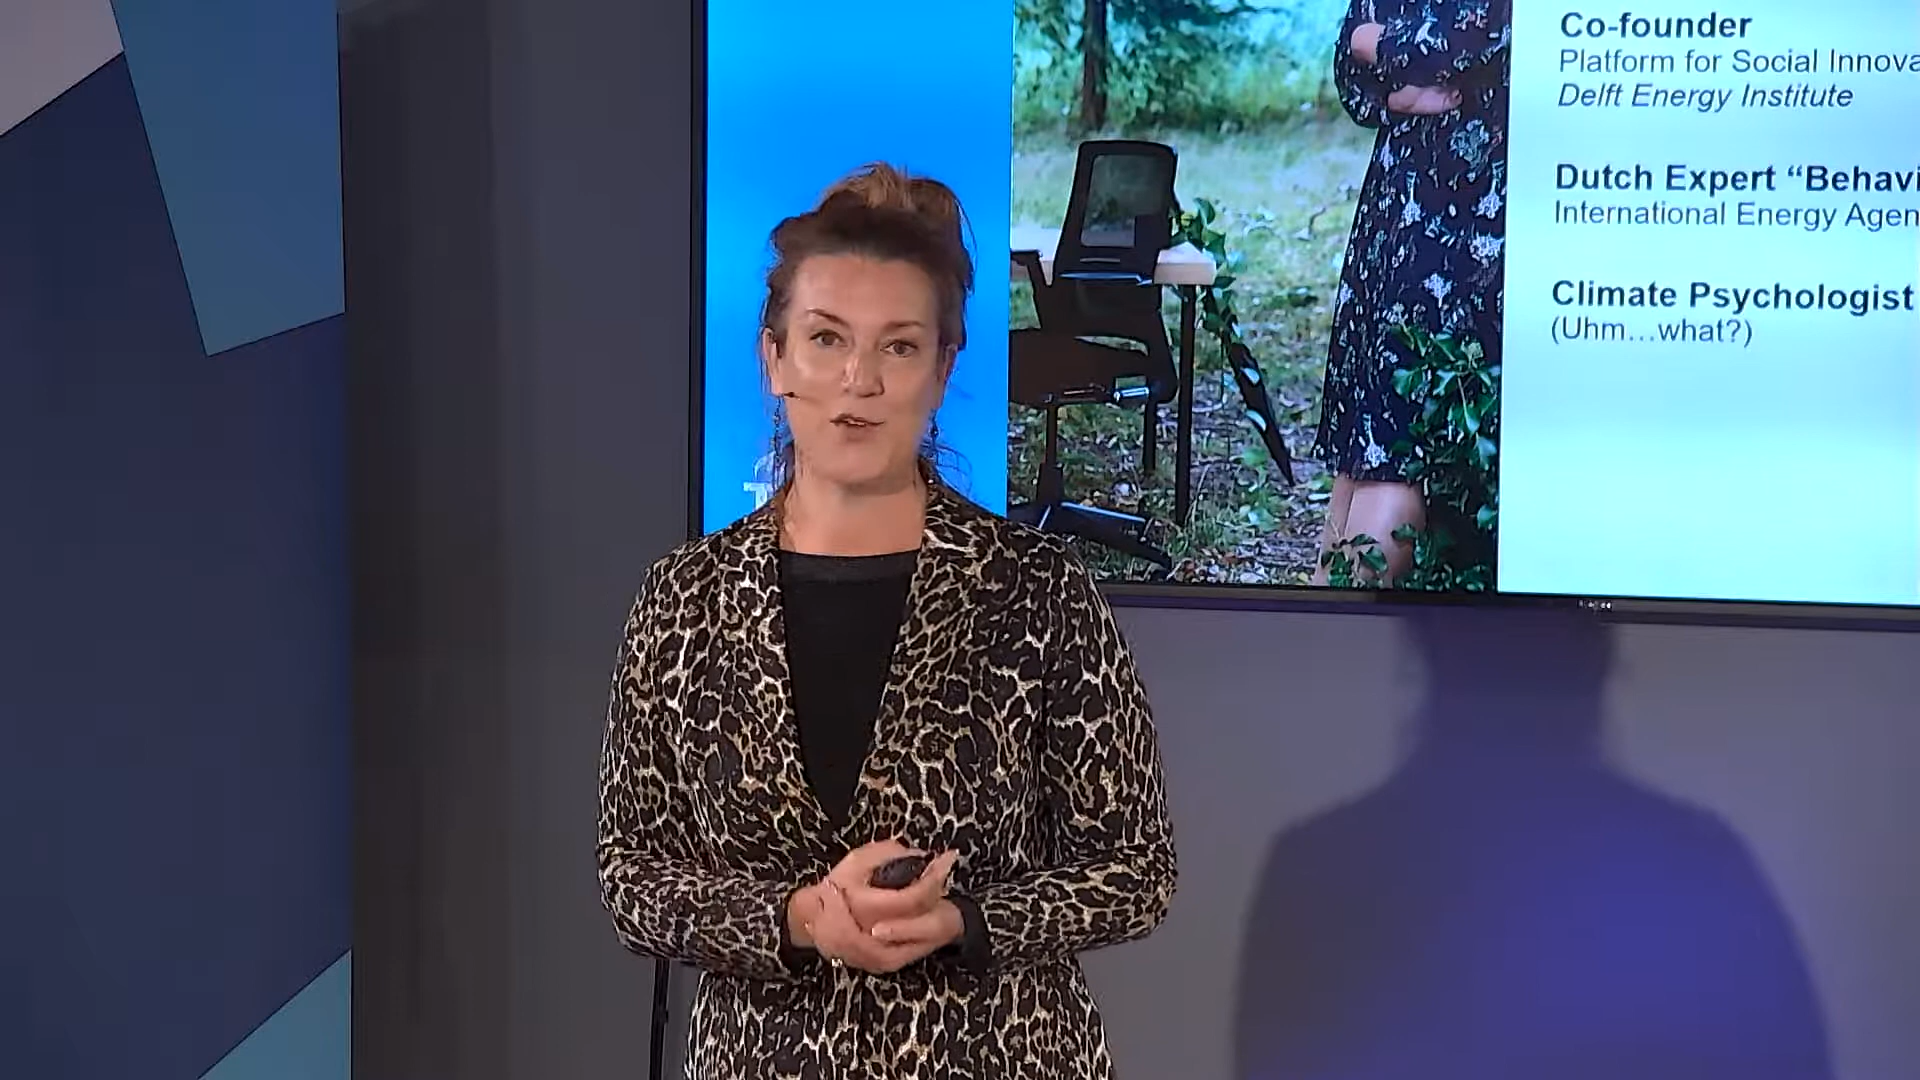 Co-founder
Platform for Social Innova
Delft Energy Institute
Dutch Expert “Behavi
International Energy Agen
Climate Psychologist
(Uhm…what?)